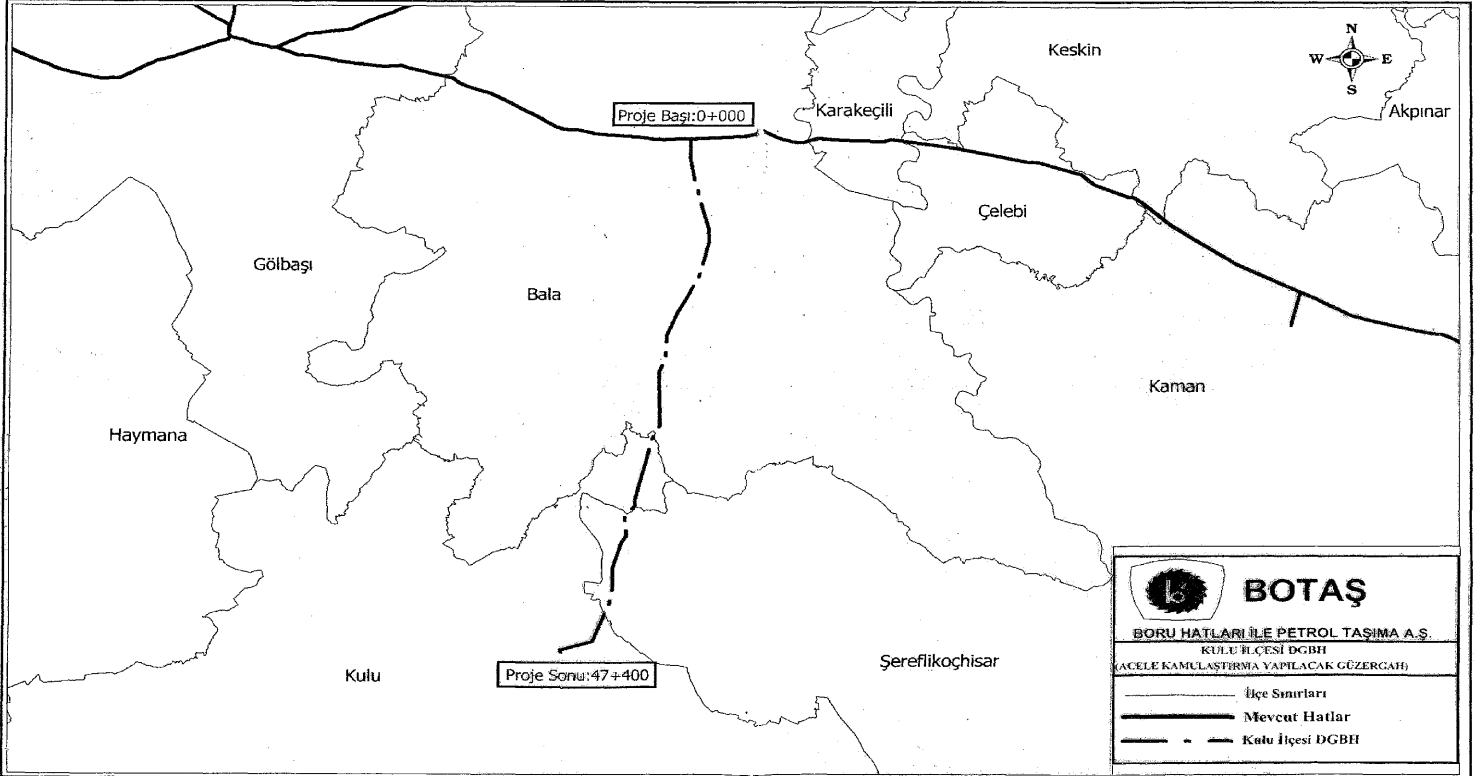 N
W E
S
Keskin
Karakeçili
Akpınar
Proje Başı:0+000
Çelebi
Gölbaşı
Bala
Kaman
Haymana
Kulu
Şereflikoçhisar
Proje Sonu:47+400
BOTAŞ
BORU HATLARI İLE PETROL TAŞIMA A.Ş.
KULU İLÇESİ DGBH
(ACELE KAMULAŞTIRMA YAPILACAK GÜZERGAH)
İlçe Sınırları
Mevcut Hatlar
Kulu İlçesi DGBH